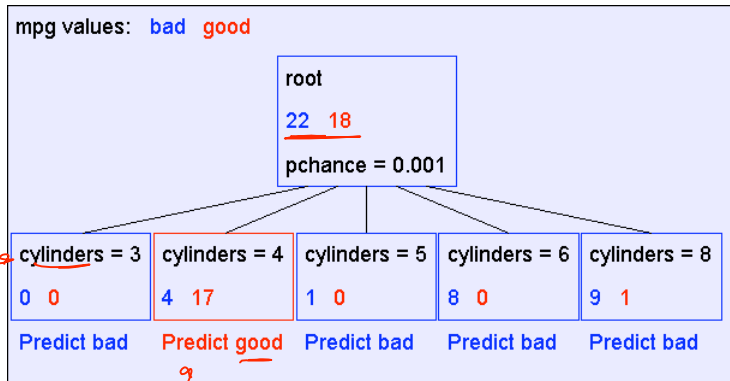 mpg values: bad good
root
22 18
pchance = 0.001
cylinders = 3 cylinders = 4 cylinders = 5 cylinders = 6 cylinders = 8
0 0 4 17 1 0 8 0 9 1
Predict bad Predict good Predict bad Predict bad Predict bad